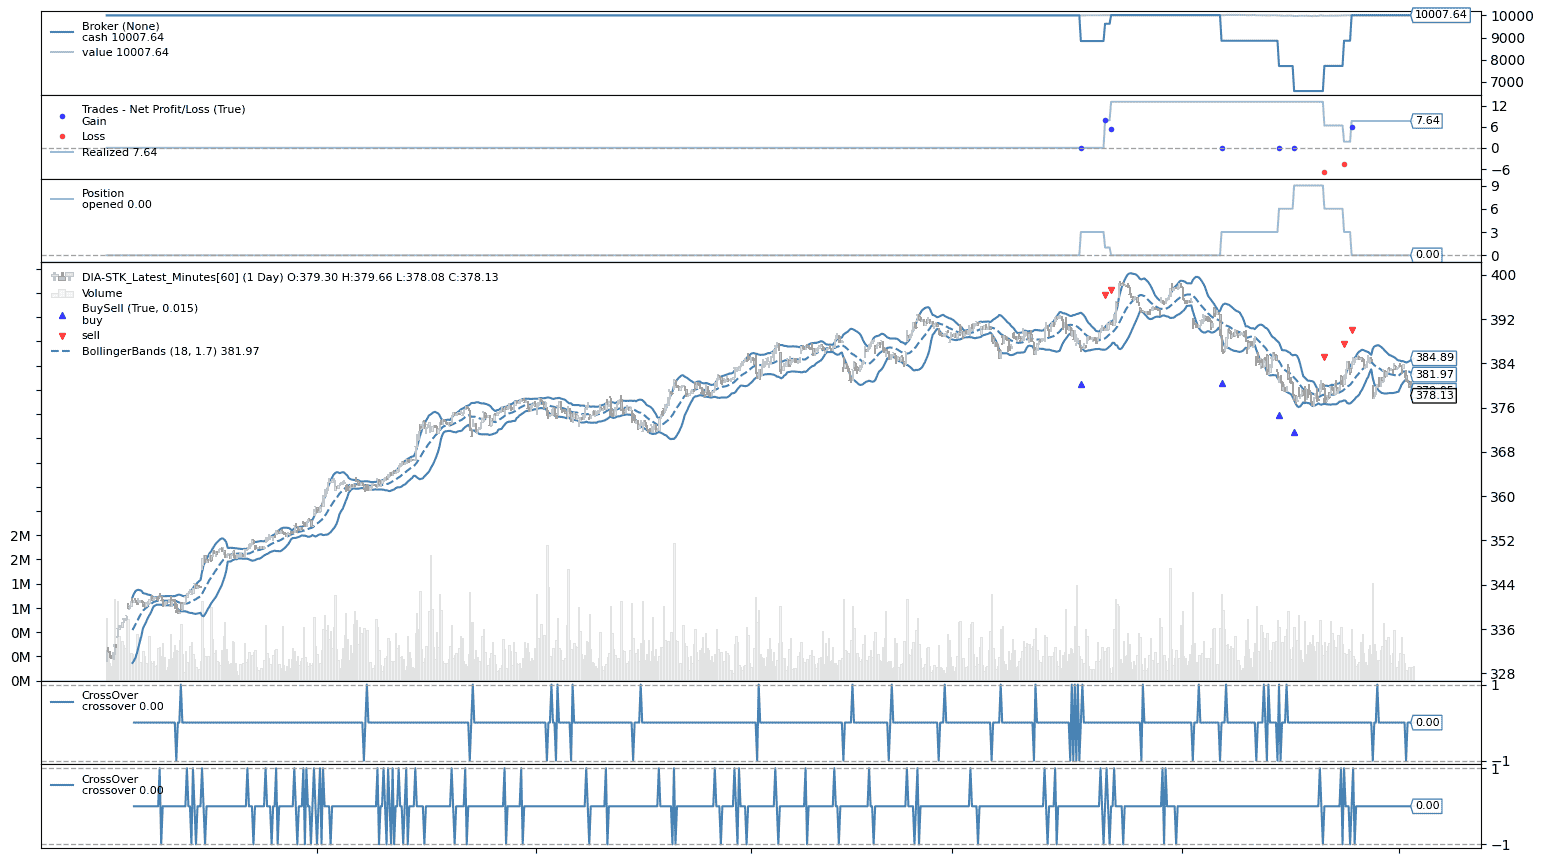 Broker (None)
cash 10007.64
value 10007.64
10007.64
10000
9000
8000
7000
Trades - Net Profit/Loss (True)
Gain
Loss
Realized 7.64
7.64
12
6
0
−6
Position
opened 0.00
0.00
9
6
3
0
DIA-STK_Latest_Minutes[60] (1 Day) O:379.30 H:379.66 L:378.08 C:378.13
Volume
BuySell (True, 0.015)
buy
sell
BollingerBands (18, 1.7) 381.97
384.89
381.97
378.13
400
392
384
376
368
360
352
344
336
328
2M
2M
1M
1M
0M
0M
0M
CrossOver
crossover 0.00
0.00
1
−1
CrossOver
crossover 0.00
0.00
1
−1